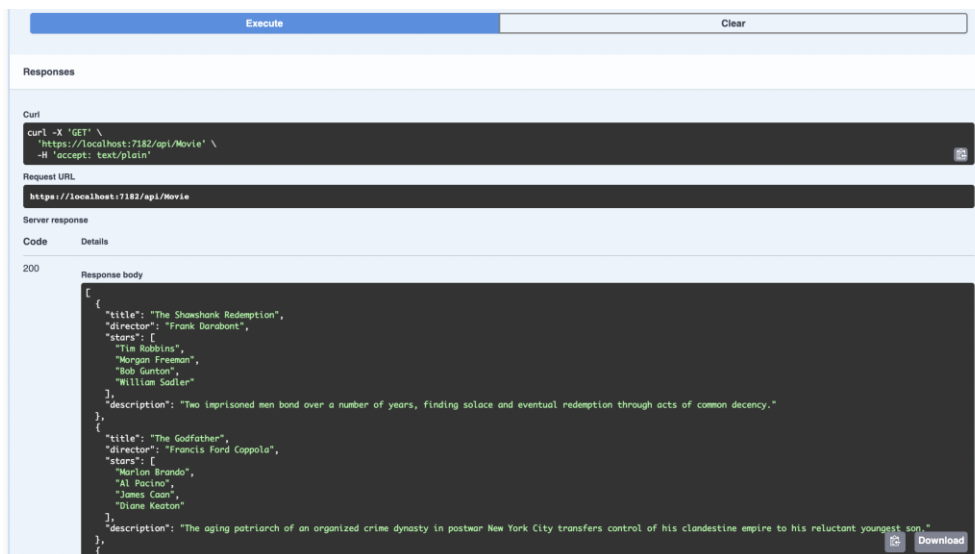 Execute
Clear
Responses
Curl
curl -X 'GET' \
  'https://localhost:7182/api/Movie' \
  -H 'accept: text/plain'
Request URL
https://localhost:7182/api/Movie
Server response
Code Details
200
Response body
[
  {
    "title": "The Shawshank Redemption",
    "director": "Frank Darabont",
    "stars": [
      "Tim Robbins",
      "Morgan Freeman",
      "Bob Gunton",
      "William Sadler"
    ],
    "description": "Two imprisoned men bond over a number of years, finding solace and eventual redemption through acts of common decency."
  },
  {
    "title": "The Godfather",
    "director": "Francis Ford Coppola",
    "stars": [
      "Marlon Brando",
      "Al Pacino",
      "James Caan",
      "Diane Keaton"
    ],
    "description": "The aging patriarch of an organized crime dynasty in postwar New York City transfers control of his clandestine empire to his reluctant youngest son."
  },
  {
Download